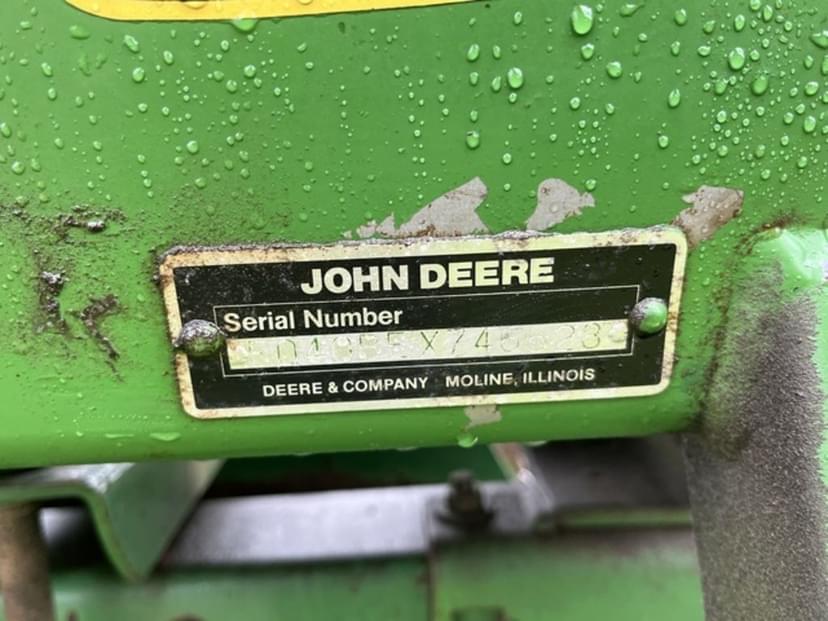 JOHN DEERE
Serial Number
DEERE & COMPANY MOLINE, ILLINOIS